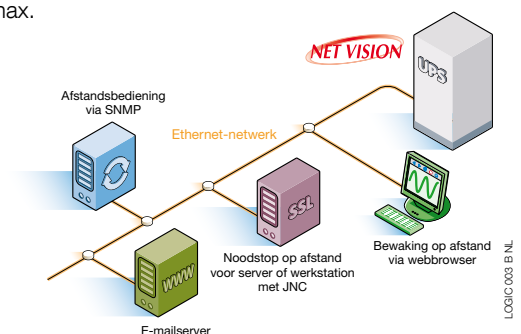 max.
NET VISION
UPS
Afstandsbediening
via SNMP
Ethernet-netwerk
SSL
WWW
Noodstop op afstand
voor server of werkstation
met JNC
Bewaking op afstand
via webbrowser
E-mailserver
LOGIC 003 B NL